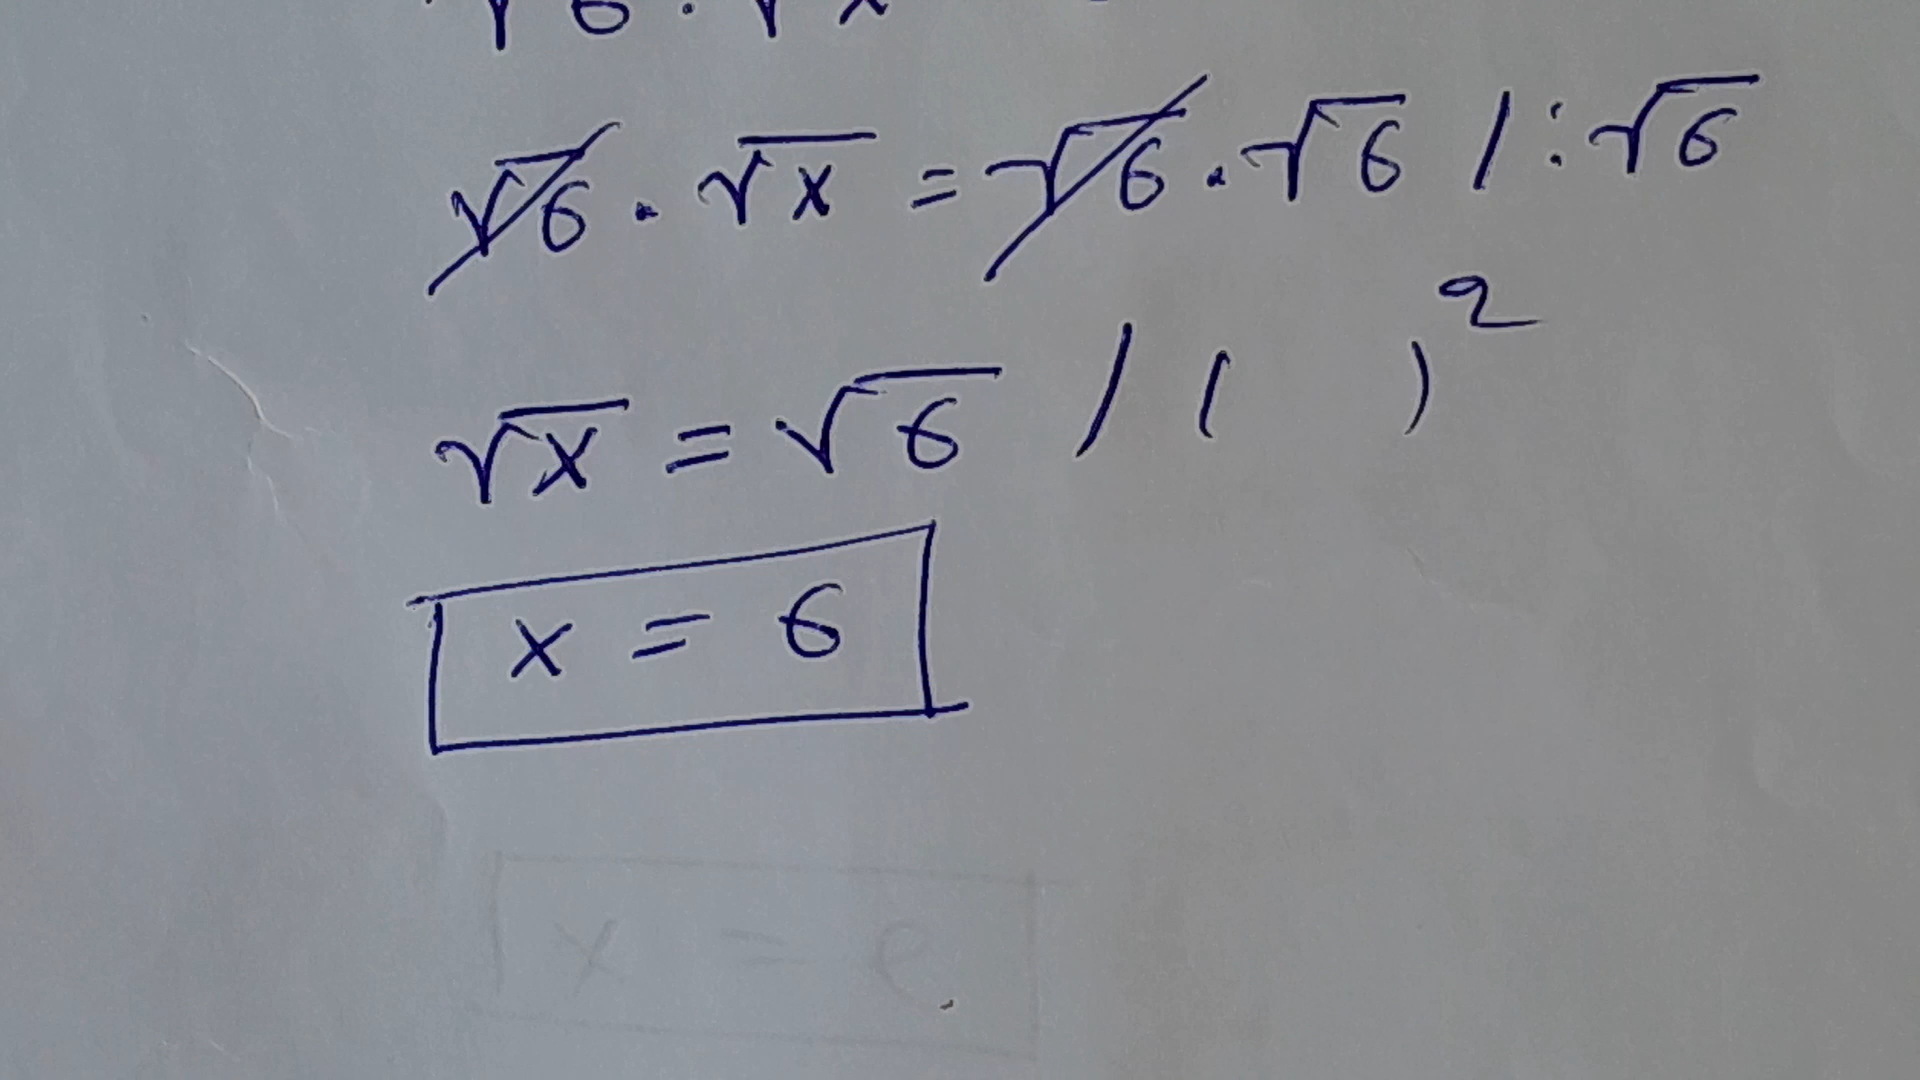 √6 · √x = √6 · √6 / : √6
√x = √6 / ( )²
x = 6